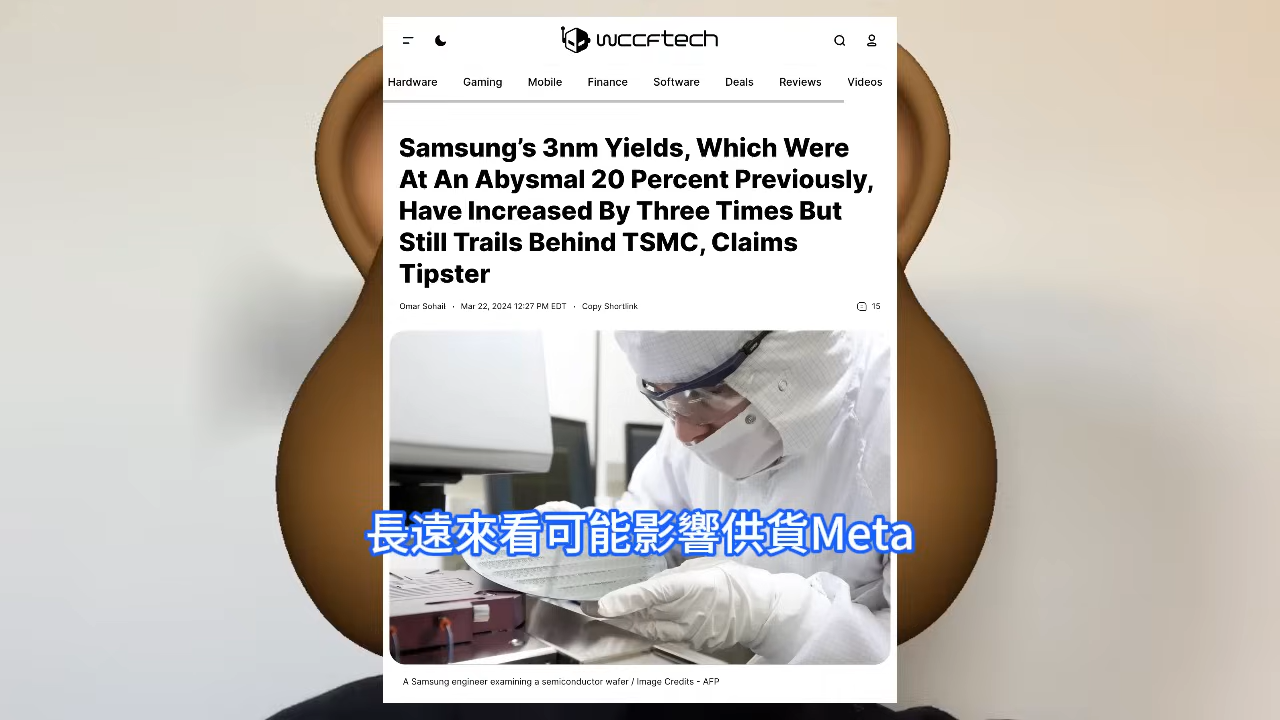 wccftech
Hardware Gaming Mobile Finance Software Deals Reviews Videos
Samsung’s 3nm Yields, Which Were
At An Abysmal 20 Percent Previously,
Have Increased By Three Times But
Still Trails Behind TSMC, Claims
Tipster
Omar Sohail • Mar 22, 2024 12:27 PM EDT • Copy Shortlink 15
長遠來看可能影響供貨Meta
A Samsung engineer examining a semiconductor wafer / Image Credits - AFP